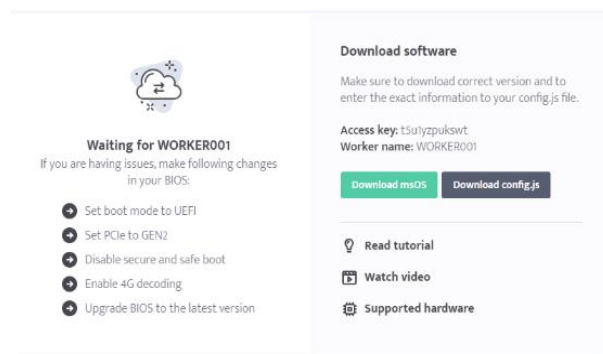 Waiting for WORKER001
If you are having issues, make following changes
in your BIOS:
Set boot mode to UEFI
Set PCIe to GEN2
Disable secure and safe boot
Enable 4G decoding
Upgrade BIOS to the latest version
Download software
Make sure to download correct version and to
enter the exact information to your config.js file.
Access key: t5u1yzpukswt
Worker name: WORKER001
Download msOS
Download config.js
Read tutorial
Watch video
Supported hardware